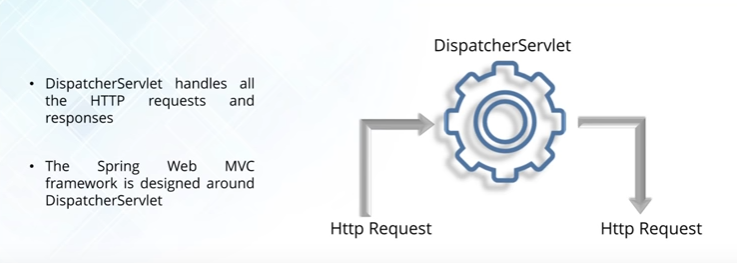 • DispatcherServlet handles all
the HTTP requests and
responses
• The Spring Web MVC
framework is designed around
DispatcherServlet
DispatcherServlet
Http Request
Http Request